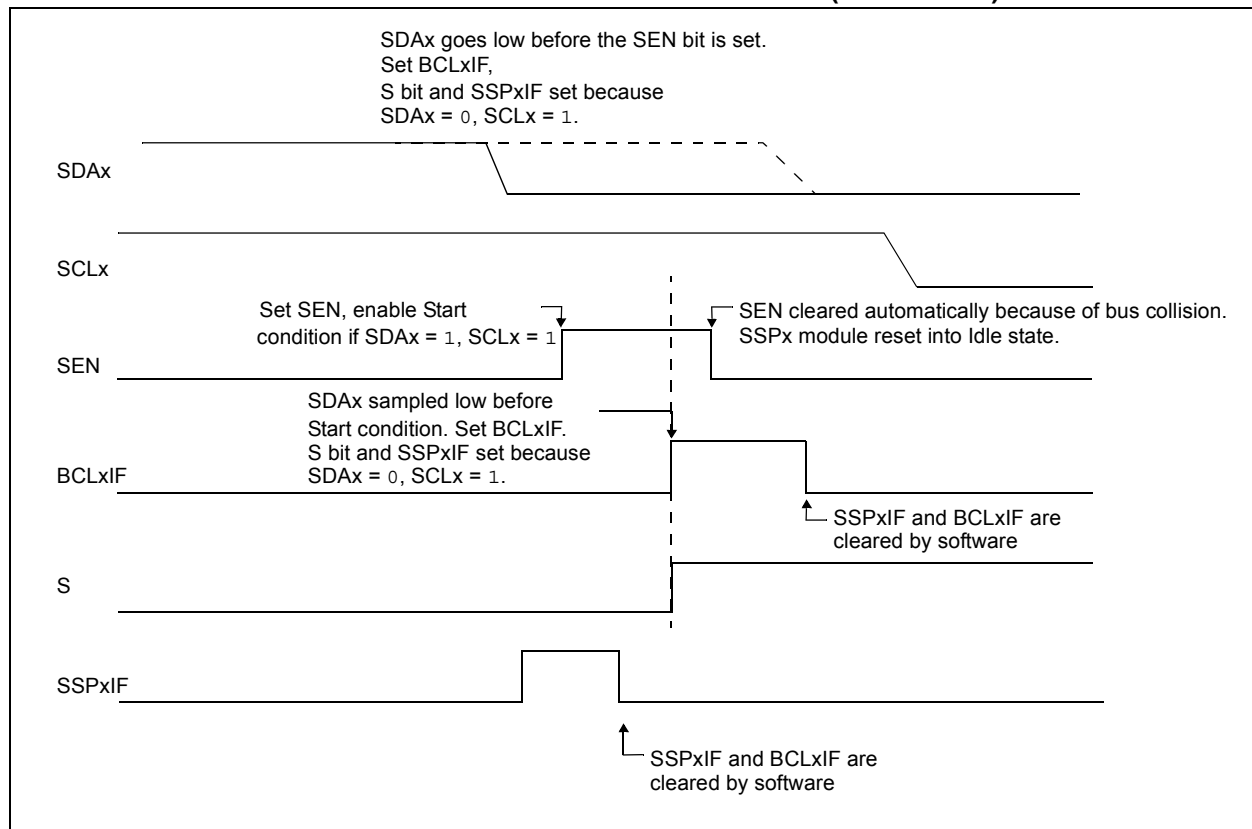 SDAx goes low before the SEN bit is set.
Set BCLxIF,
S bit and SSPxIF set because
SDAx = 0, SCLx = 1.
SDAx
SCLx
Set SEN, enable Start
condition if SDAx = 1, SCLx = 1
SEN cleared automatically because of bus collision.
SSPx module reset into Idle state.
SEN
SDAx sampled low before
Start condition. Set BCLxIF.
S bit and SSPxIF set because
SDAx = 0, SCLx = 1.
BCLxIF
SSPxIF and BCLxIF are
cleared by software
S
SSPxIF
SSPxIF and BCLxIF are
cleared by software